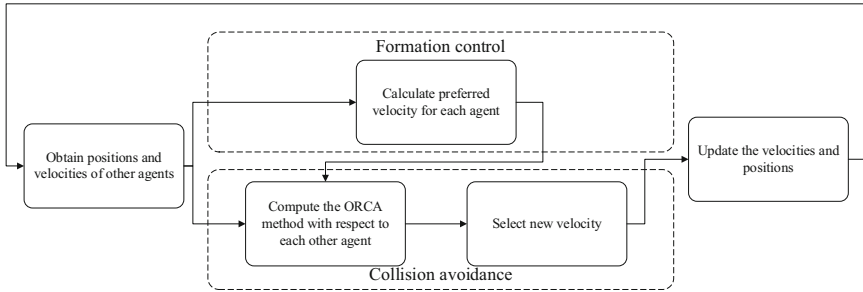 Formation control
Calculate preferred
velocity for each agent
Obtain positions and
velocities of other agents
Update the velocities and
positions
Compute the ORCA
method with respect to
each other agent
Select new velocity
Collision avoidance